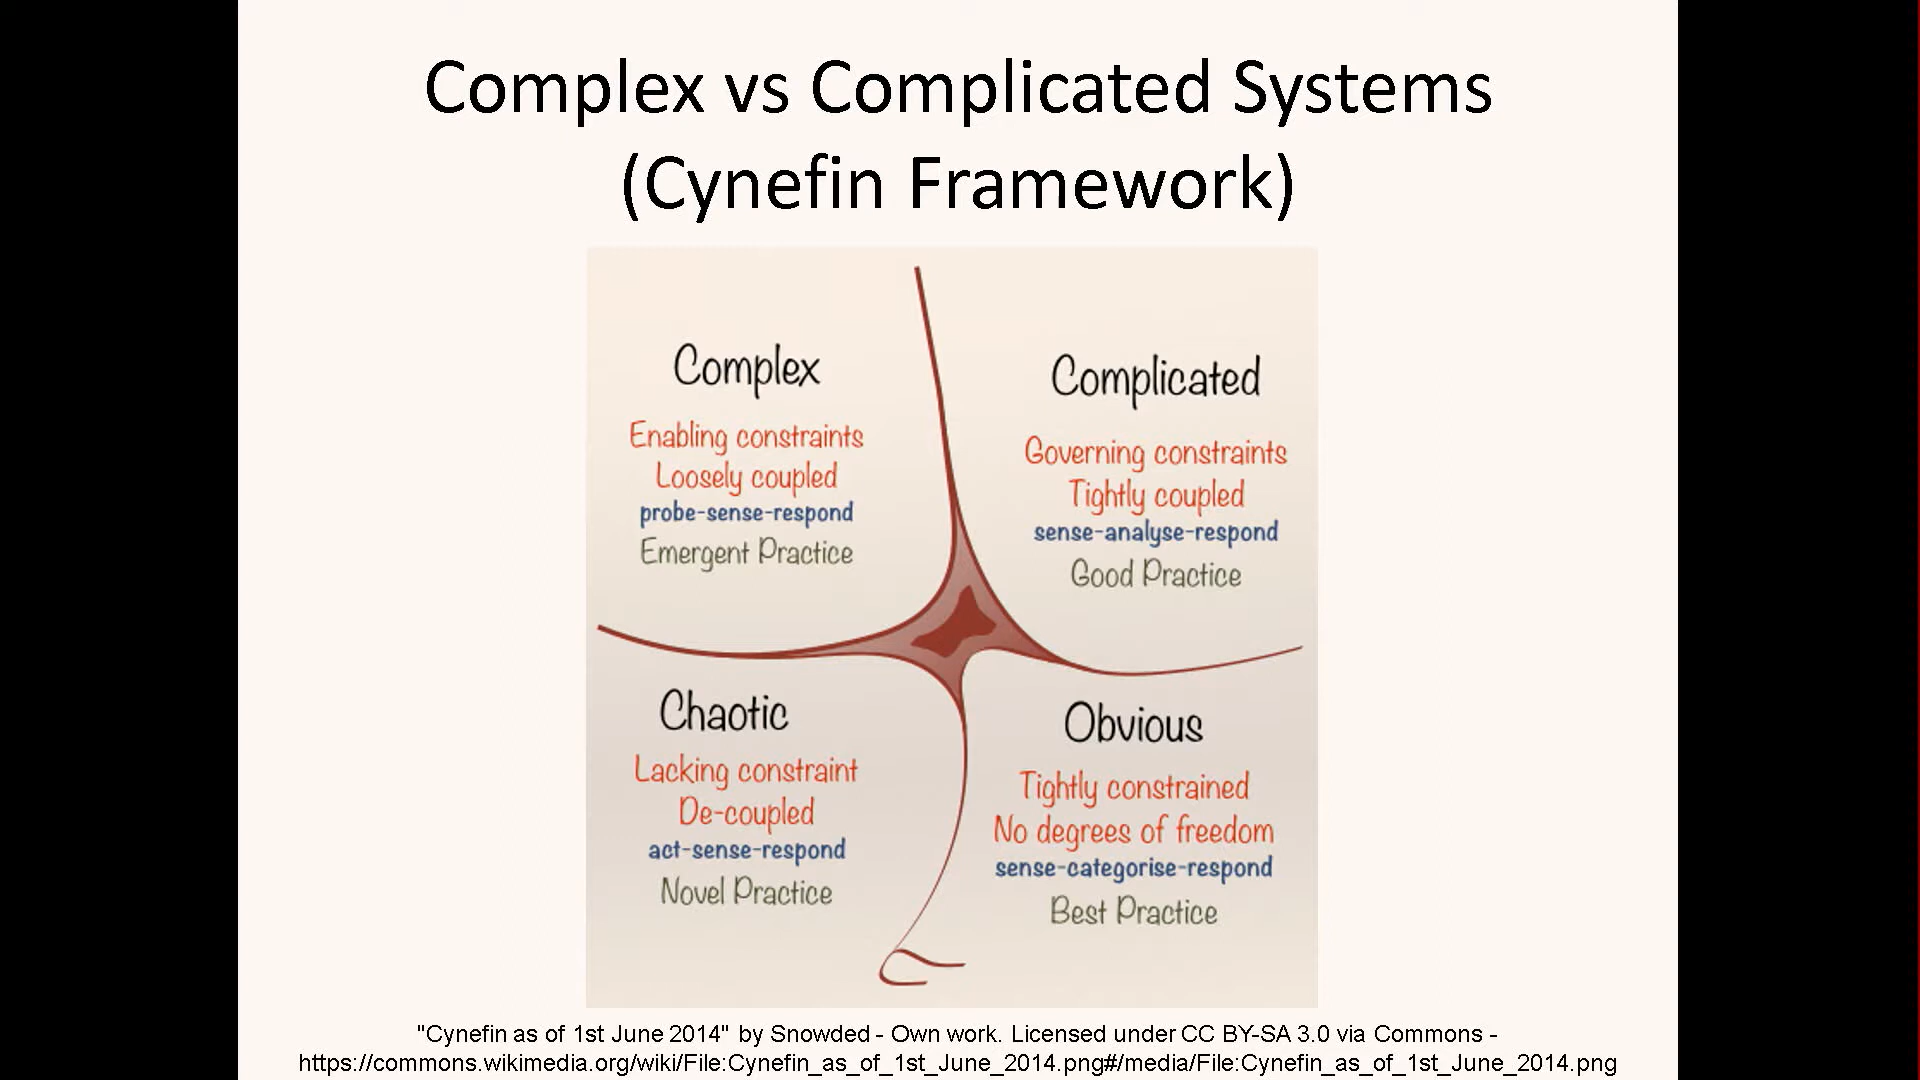 Complex vs Complicated Systems
(Cynefin Framework)
Complex
Enabling constraints
Loosely coupled
probe-sense-respond
Emergent Practice
Complicated
Governing constraints
Tightly coupled
sense-analyse-respond
Good Practice
Chaotic
Lacking constraint
De-coupled
act-sense-respond
Novel Practice
Obvious
Tightly constrained
No degrees of freedom
sense-categorise-respond
Best Practice
"Cynefin as of 1st June 2014" by Snowded - Own work. Licensed under CC BY-SA 3.0 via Commons -
https://commons.wikimedia.org/wiki/File:Cynefin_as_of_1st_June_2014.png#/media/File:Cynefin_as_of_1st_June_2014.png